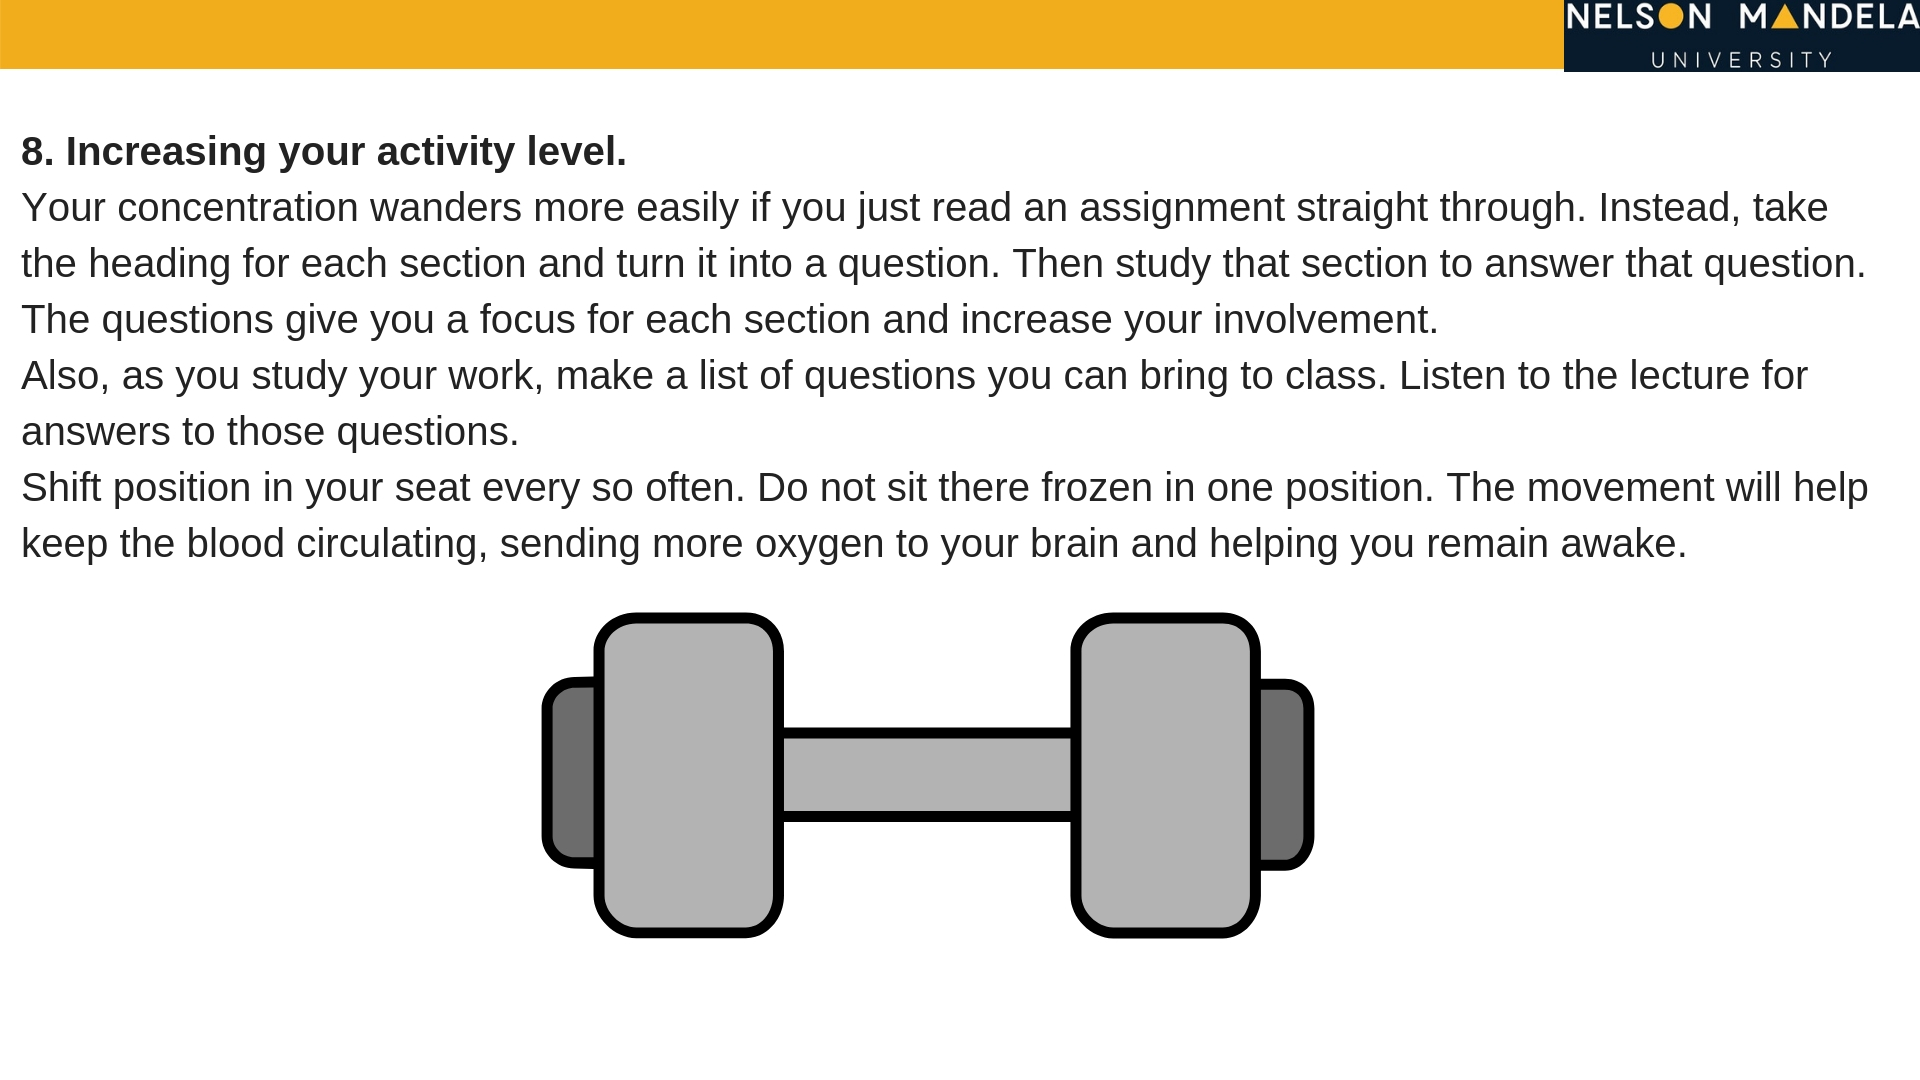 NELSON MANDELA
UNIVERSITY
8. Increasing your activity level.
Your concentration wanders more easily if you just read an assignment straight through. Instead, take
the heading for each section and turn it into a question. Then study that section to answer that question.
The questions give you a focus for each section and increase your involvement.
Also, as you study your work, make a list of questions you can bring to class. Listen to the lecture for
answers to those questions.
Shift position in your seat every so often. Do not sit there frozen in one position. The movement will help
keep the blood circulating, sending more oxygen to your brain and helping you remain awake.